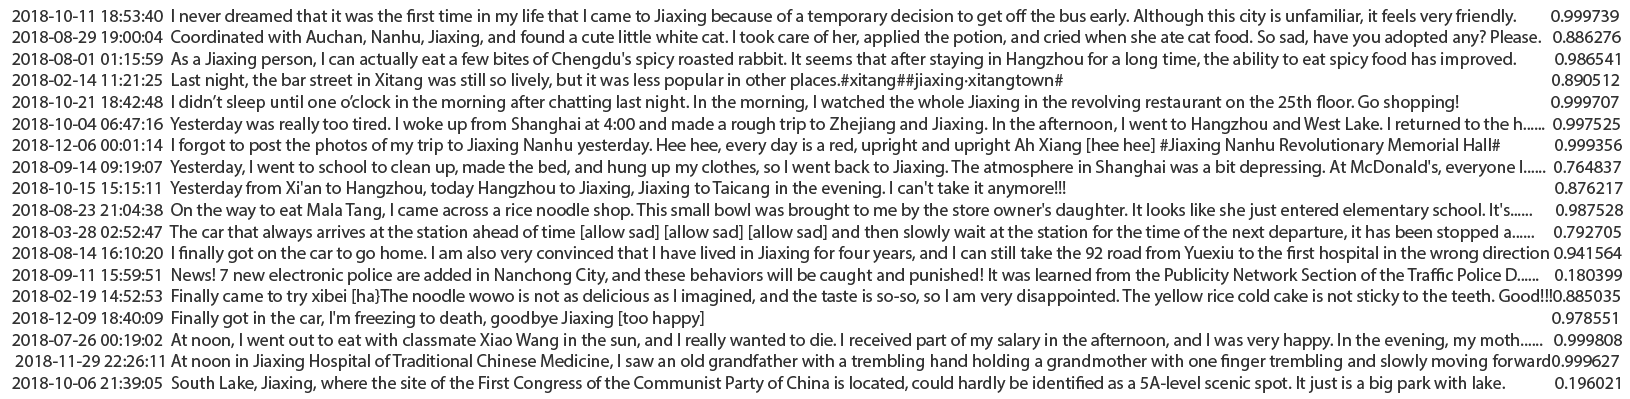 2018-10-11 18:53:40 I never dreamed that it was the first time in my life that I came to Jiaxing because of a temporary decision to get off the bus early. Although this city is unfamiliar, it feels very friendly. 0.999739
2018-08-29 19:00:04 Coordinated with Auchan, Nanhu, Jiaxing, and found a cute little white cat. I took care of her, applied the potion, and cried when she ate cat food. So sad, have you adopted any? Please. 0.886276
2018-08-01 01:15:59 As a Jiaxing person, I can actually eat a few bites of Chengdu's spicy roasted rabbit. It seems that after staying in Hangzhou for a long time, the ability to eat spicy food has improved. 0.986541
2018-02-14 11:21:25 Last night, the bar street in Xitang was still so lively, but it was less popular in other places.#xitang##jiaxing·xitangtown# 0.890512
2018-10-21 18:42:48 I didn’t sleep until one o’clock in the morning after chatting last night. In the morning, I watched the whole Jiaxing in the revolving restaurant on the 25th floor. Go shopping! 0.999707
2018-10-04 06:47:16 Yesterday was really too tired. I woke up from Shanghai at 4:00 and made a rough trip to Zhejiang and Jiaxing. In the afternoon, I went to Hangzhou and West Lake. I returned to the h...... 0.997525
2018-12-06 00:01:14 I forgot to post the photos of my trip to Jiaxing Nanhu yesterday. Hee hee, every day is a red, upright and upright Ah Xiang [hee hee] #Jiaxing Nanhu Revolutionary Memorial Hall# 0.999356
2018-09-14 09:19:07 Yesterday, I went to school to clean up, made the bed, and hung up my clothes, so I went back to Jiaxing. The atmosphere in Shanghai was a bit depressing. At McDonald's, everyone l...... 0.764837
2018-10-15 15:15:11 Yesterday from Xi'an to Hangzhou, today Hangzhou to Jiaxing, Jiaxing to Taicang in the evening. I can't take it anymore!!! 0.876217
2018-08-23 21:04:38 On the way to eat Mala Tang, I came across a rice noodle shop. This small bowl was brought to me by the store owner's daughter. It looks like she just entered elementary school. It's...... 0.987528
2018-03-28 02:52:47 The car that always arrives at the station ahead of time [allow sad] [allow sad] [allow sad] and then slowly wait at the station for the time of the next departure, it has been stopped a...... 0.792705
2018-08-14 16:10:20 I finally got on the car to go home. I am also very convinced that I have lived in Jiaxing for four years, and I can still take the 92 road from Yuexiu to the first hospital in the wrong direction 0.941564
2018-09-11 15:59:51 News! 7 new electronic police are added in Nanchong City, and these behaviors will be caught and punished! It was learned from the Publicity Network Section of the Traffic Police D...... 0.180399
2018-02-19 14:52:53 Finally came to try xibei [ha}The noodle wowo is not as delicious as I imagined, and the taste is so-so, so I am very disappointed. The yellow rice cold cake is not sticky to the teeth. Good!!!0.885035
2018-12-09 18:40:09 Finally got in the car, I'm freezing to death, goodbye Jiaxing [too happy] 0.978551
2018-07-26 00:19:02 At noon, I went out to eat with classmate Xiao Wang in the sun, and I really wanted to die. I received part of my salary in the afternoon, and I was very happy. In the evening, my moth...... 0.999808
2018-11-29 22:26:11 At noon in Jiaxing Hospital of Traditional Chinese Medicine, I saw an old grandfather with a trembling hand holding a grandmother with one finger trembling and slowly moving forward0.999627
2018-10-06 21:39:05 South Lake, Jiaxing, where the site of the First Congress of the Communist Party of China is located, could hardly be identified as a 5A-level scenic spot. It just is a big park with lake. 0.196021